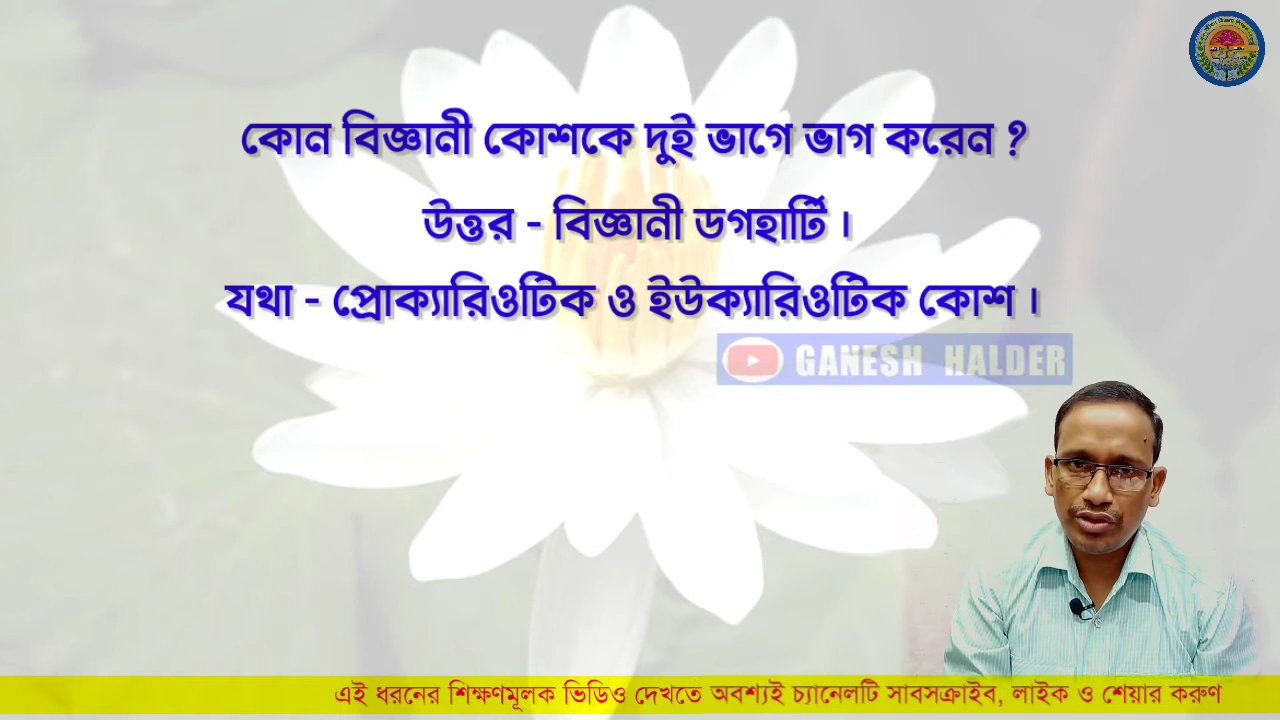 কোন বিজ্ঞানী কোশকে দুই ভাগে ভাগ করেন ?
উত্তর - বিজ্ঞানী ডগহার্টি ।
যথা - প্রোক্যারিওটিক ও ইউক্যারিওটিক কোশ ।
GANESH HALDER
এই ধরনের শিক্ষণমূলক ভিডিও দেখতে অবশ্যই চ্যানেলটি সাবসক্রাইব, লাইক ও শেয়ার করুণ